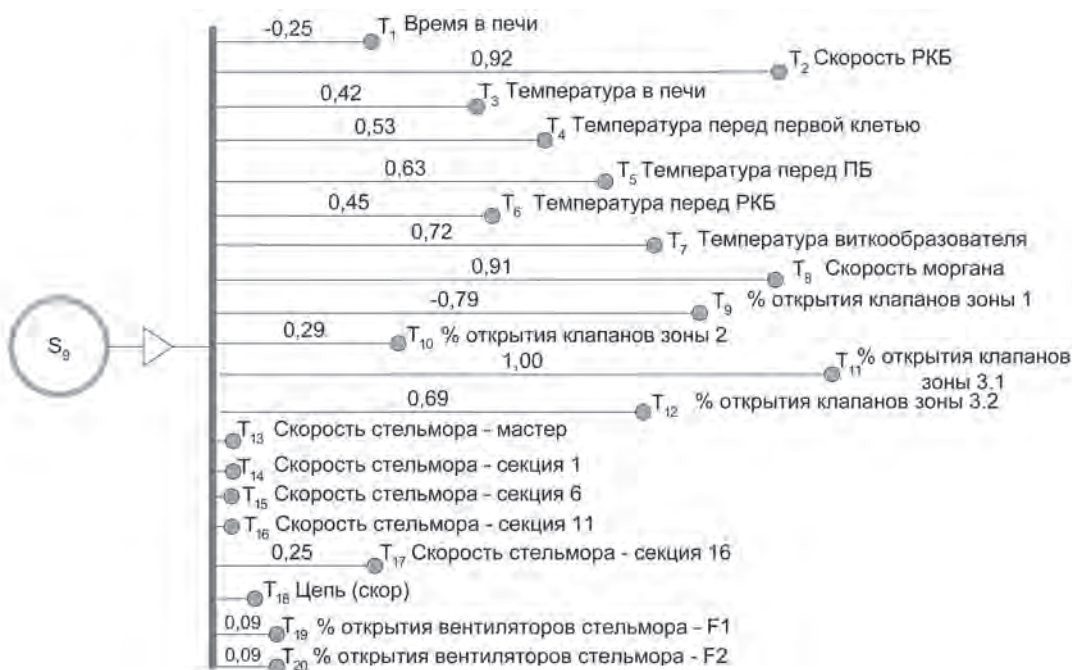 -0,25 T1 Время в печи
0,92 T2 Скорость РКБ
0,42 T3 Температура в печи
0,53 T4 Температура перед первой клетью
0,63 T5 Температура перед ПБ
0,45 T6 Температура перед РКБ
0,72 T7 Температура виткообразователя
0,91 T8 Скорость моргана
-0,79 T9 % открытия клапанов зоны 1
S9
0,29 T10 % открытия клапанов зоны 2
1,00 T11 % открытия клапанов
зоны 3.1
0,69 T12 % открытия клапанов зоны 3.2
T13 Скорость стельмора - мастер
T14 Скорость стельмора - секция 1
T15 Скорость стельмора - секция 6
T16 Скорость стельмора - секция 11
0,25 T17 Скорость стельмора - секция 16
T18 Цепь (скор)
0,09 T19 % открытия вентиляторов стельмора - F1
0,09 T20 % открытия вентиляторов стельмора - F2